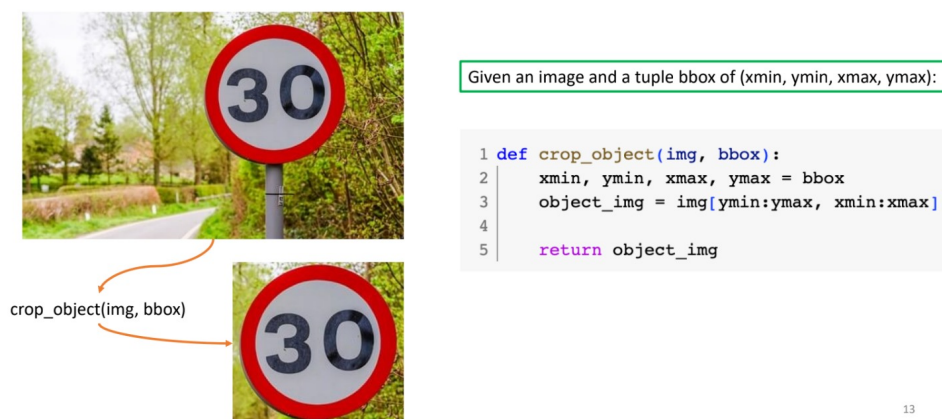 30
Given an image and a tuple bbox of (xmin, ymin, xmax, ymax):
1 def crop_object(img, bbox):
2     xmin, ymin, xmax, ymax = bbox
3     object_img = img[ymin:ymax, xmin:xmax]
4
5     return object_img
crop_object(img, bbox)
30
13